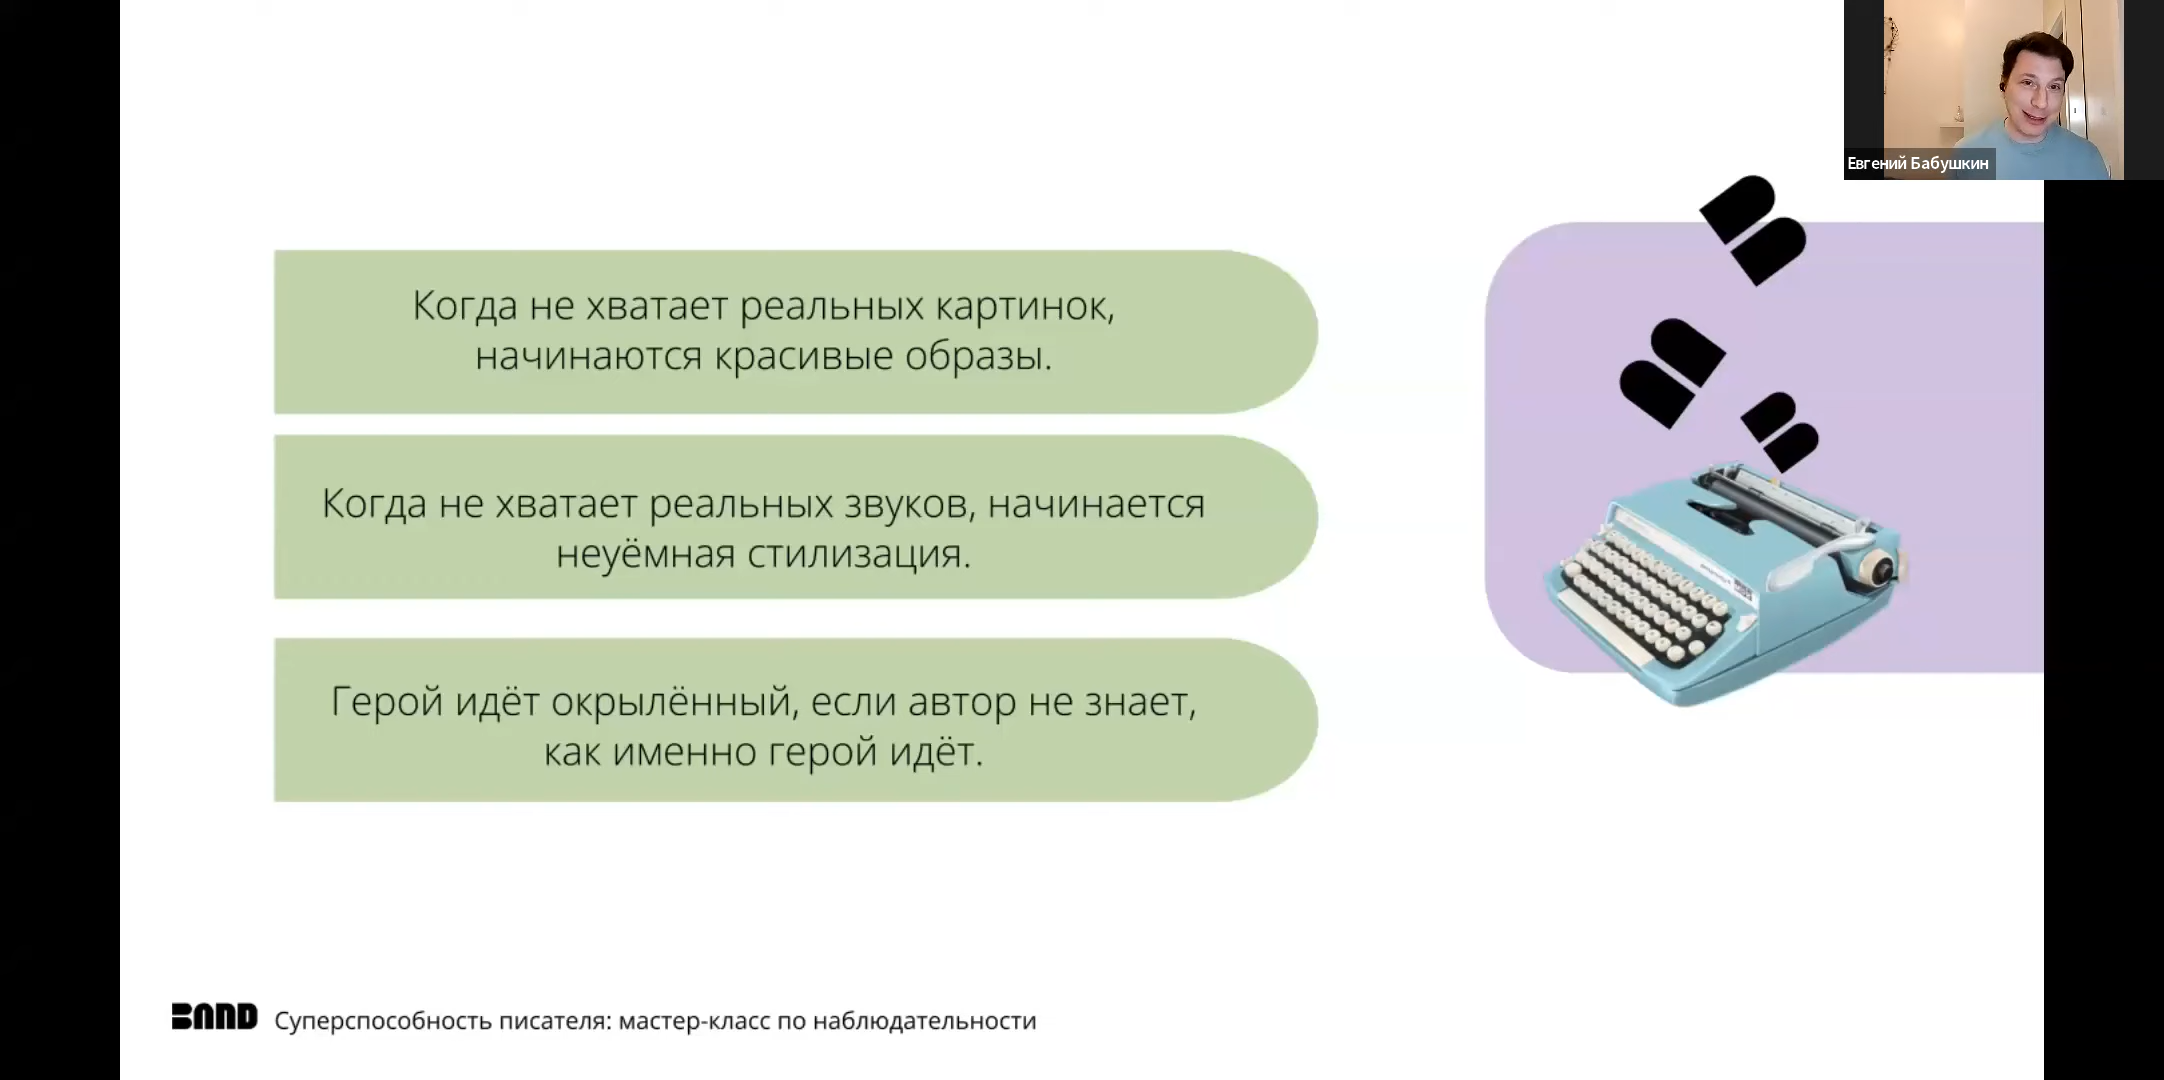 Евгений Бабушкин
Когда не хватает реальных картинок,
начинаются красивые образы.
Когда не хватает реальных звуков, начинается
неуёмная стилизация.
Герой идёт окрылённый, если автор не знает,
как именно герой идёт.
BAND Суперспособность писателя: мастер-класс по наблюдательности